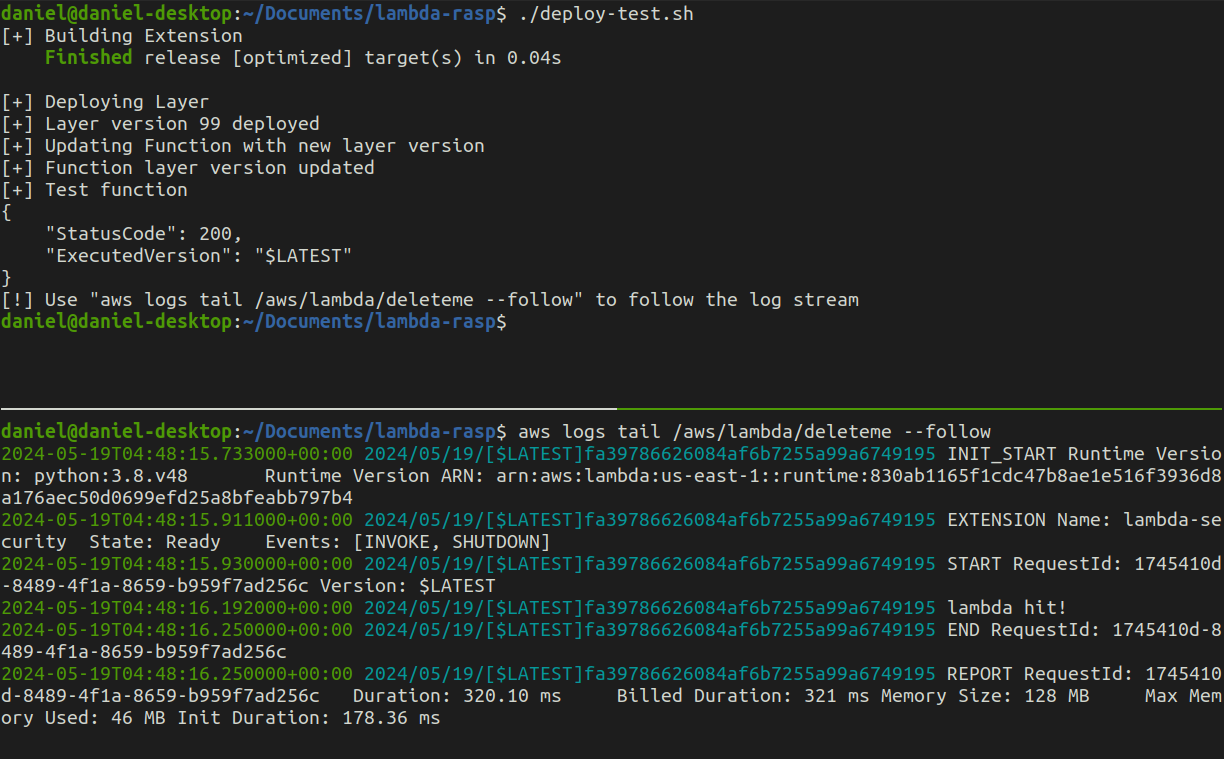 daniel@daniel-desktop:~/Documents/lambda-rasp$ ./deploy-test.sh
[+] Building Extension
    Finished release [optimized] target(s) in 0.04s
[+] Deploying Layer
[+] Layer version 99 deployed
[+] Updating Function with new layer version
[+] Function layer version updated
[+] Test function
{
    "StatusCode": 200,
    "ExecutedVersion": "$LATEST"
}
[!] Use "aws logs tail /aws/lambda/deleteme --follow" to follow the log stream
daniel@daniel-desktop:~/Documents/lambda-rasp$
daniel@daniel-desktop:~/Documents/lambda-rasp$ aws logs tail /aws/lambda/deleteme --follow
2024-05-19T04:48:15.733000+00:00 2024/05/19/[$LATEST]fa39786626084af6b7255a99a6749195 INIT_START Runtime Versio
n: python:3.8.v48       Runtime Version ARN: arn:aws:lambda:us-east-1::runtime:830ab1165f1cdc47b8ae1e516f3936d8
a176aec50d0699efd25a8bfeabb797b4
2024-05-19T04:48:15.911000+00:00 2024/05/19/[$LATEST]fa39786626084af6b7255a99a6749195 EXTENSION Name: lambda-se
curity  State: Ready    Events: [INVOKE, SHUTDOWN]
2024-05-19T04:48:15.930000+00:00 2024/05/19/[$LATEST]fa39786626084af6b7255a99a6749195 START RequestId: 1745410d
-8489-4f1a-8659-b959f7ad256c Version: $LATEST
2024-05-19T04:48:16.192000+00:00 2024/05/19/[$LATEST]fa39786626084af6b7255a99a6749195 lambda hit!
2024-05-19T04:48:16.250000+00:00 2024/05/19/[$LATEST]fa39786626084af6b7255a99a6749195 END RequestId: 1745410d-8
489-4f1a-8659-b959f7ad256c
2024-05-19T04:48:16.250000+00:00 2024/05/19/[$LATEST]fa39786626084af6b7255a99a6749195 REPORT RequestId: 1745410
d-8489-4f1a-8659-b959f7ad256c   Duration: 320.10 ms     Billed Duration: 321 ms Memory Size: 128 MB     Max Mem
ory Used: 46 MB Init Duration: 178.36 ms